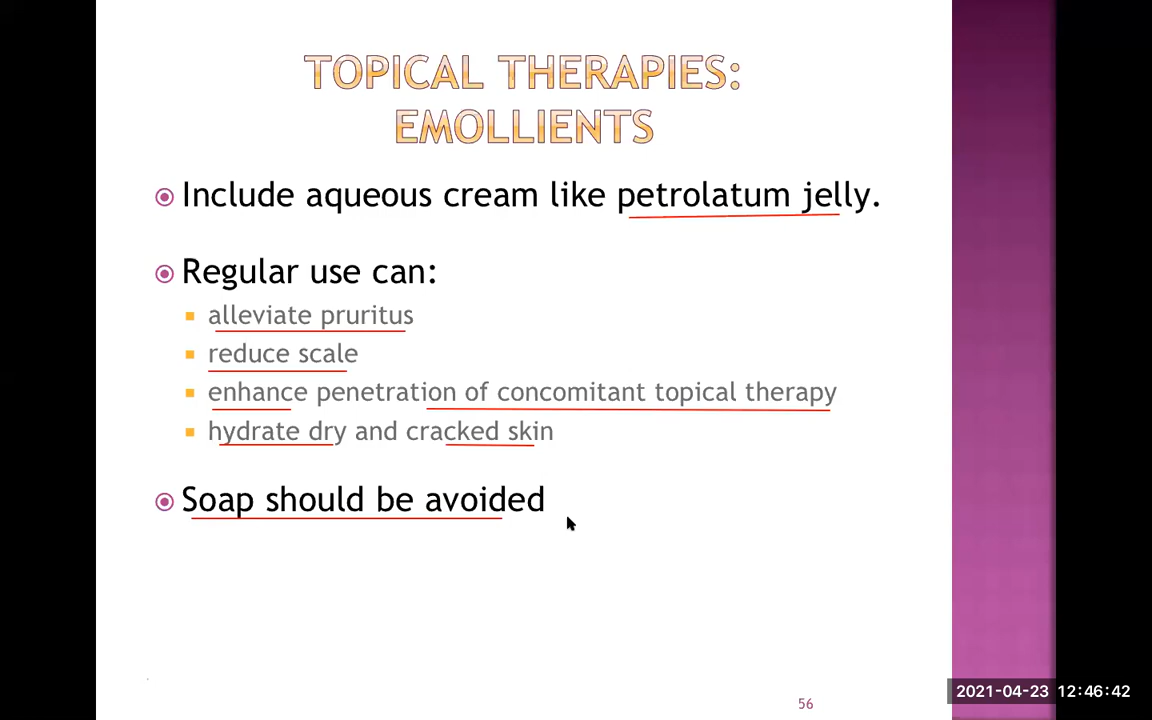 TOPICAL THERAPIES:
EMOLLIENTS
Include aqueous cream like petrolatum jelly.
Regular use can:
alleviate pruritus
reduce scale
enhance penetration of concomitant topical therapy
hydrate dry and cracked skin
Soap should be avoided
56
2021-04-23 12:46:42